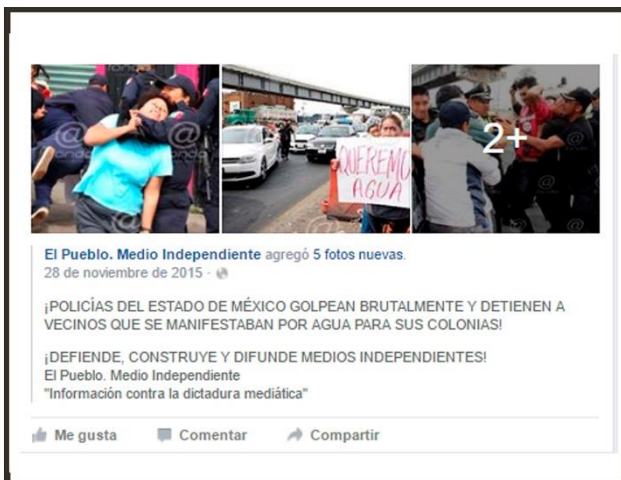 QUEREMO
AGUA
2+
El Pueblo. Medio Independiente agregó 5 fotos nuevas.
28 de noviembre de 2015 ·
¡POLICÍAS DEL ESTADO DE MÉXICO GOLPEAN BRUTALMENTE Y DETIENEN A
VECINOS QUE SE MANIFESTABAN POR AGUA PARA SUS COLONIAS!
¡DEFIENDE, CONSTRUYE Y DIFUNDE MEDIOS INDEPENDIENTES!
El Pueblo. Medio Independiente
"Información contra la dictadura mediática"
Me gusta Comentar Compartir